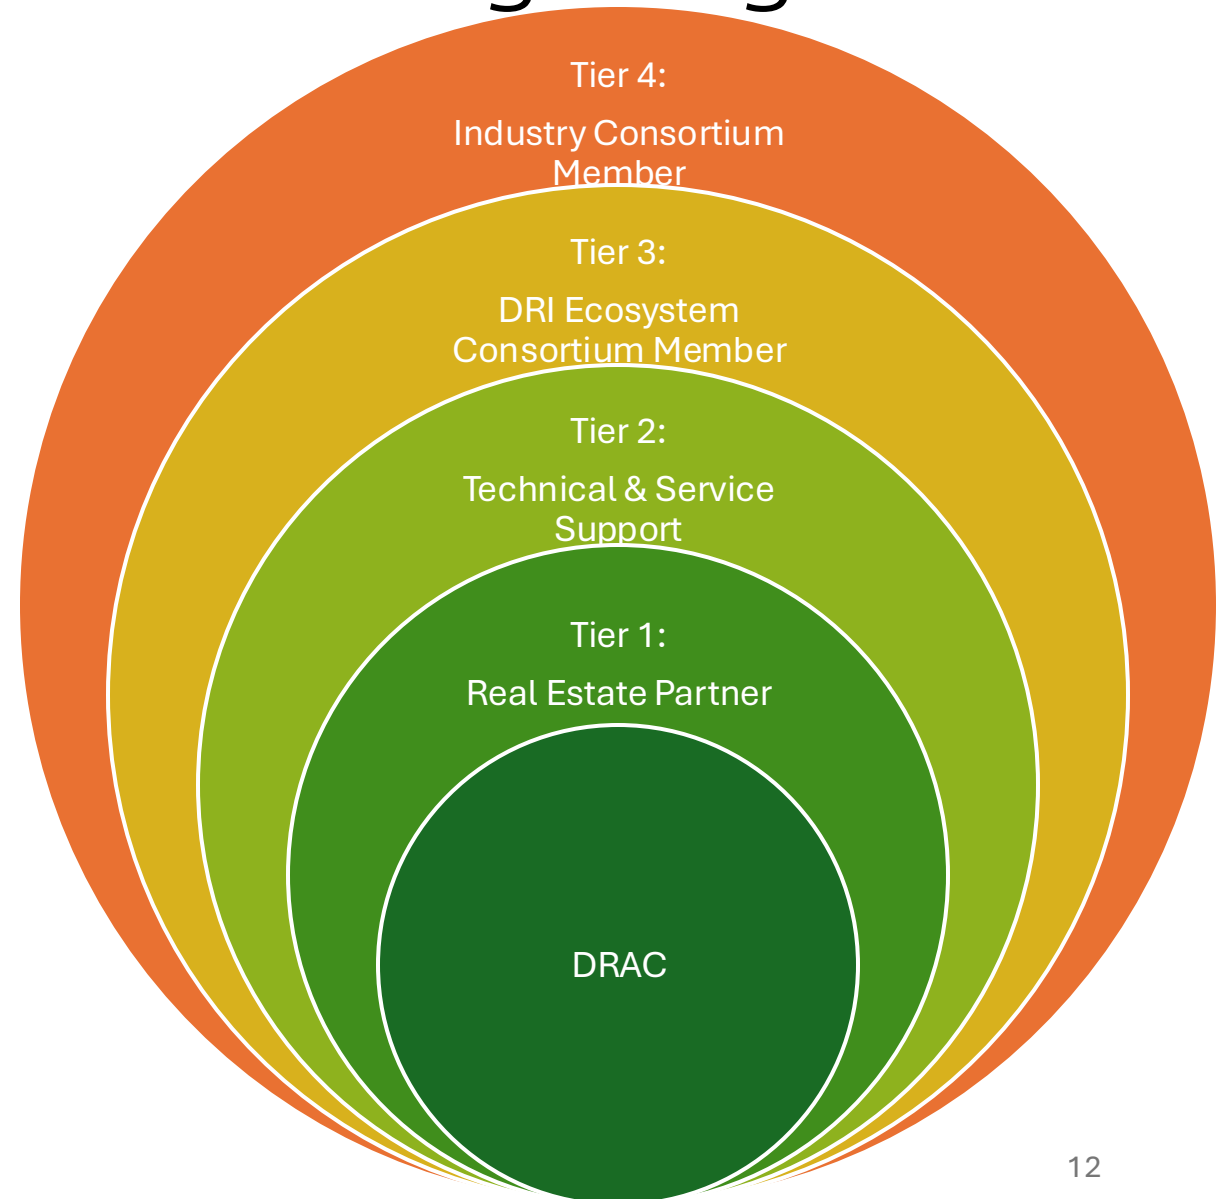 Tier 4:
Industry Consortium
Member
Tier 3:
DRI Ecosystem
Consortium Member
Tier 2:
Technical & Service
Support
Tier 1:
Real Estate Partner
DRAC
12